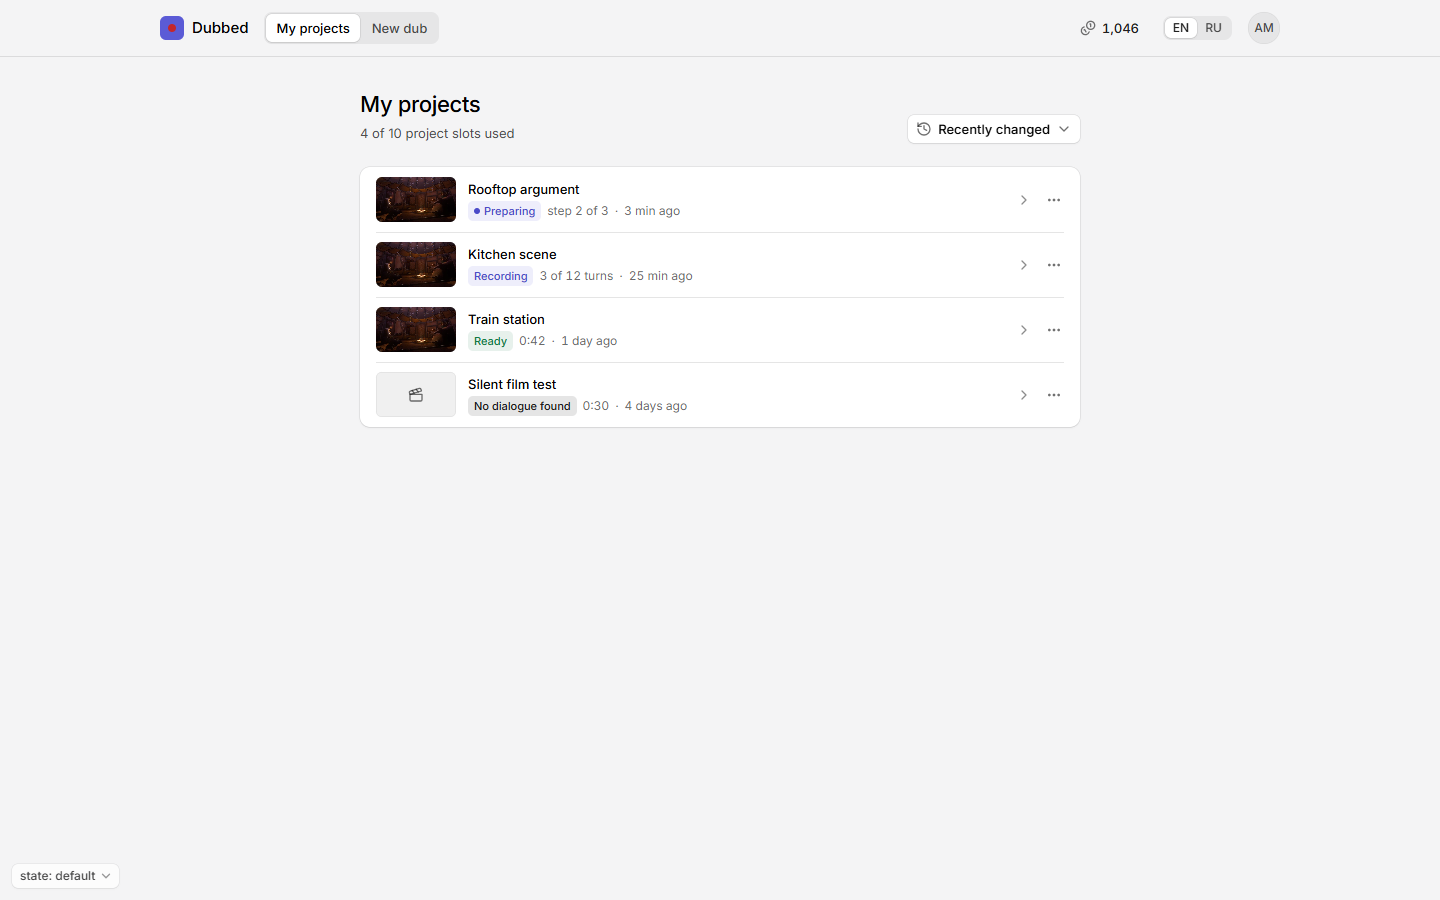 Dubbed
My projects
New dub
1,046
EN
RU
AM
My projects
4 of 10 project slots used
Recently changed
Rooftop argument
Preparing step 2 of 3 · 3 min ago
Kitchen scene
Recording 3 of 12 turns · 25 min ago
Train station
Ready 0:42 · 1 day ago
Silent film test
No dialogue found 0:30 · 4 days ago
state: default